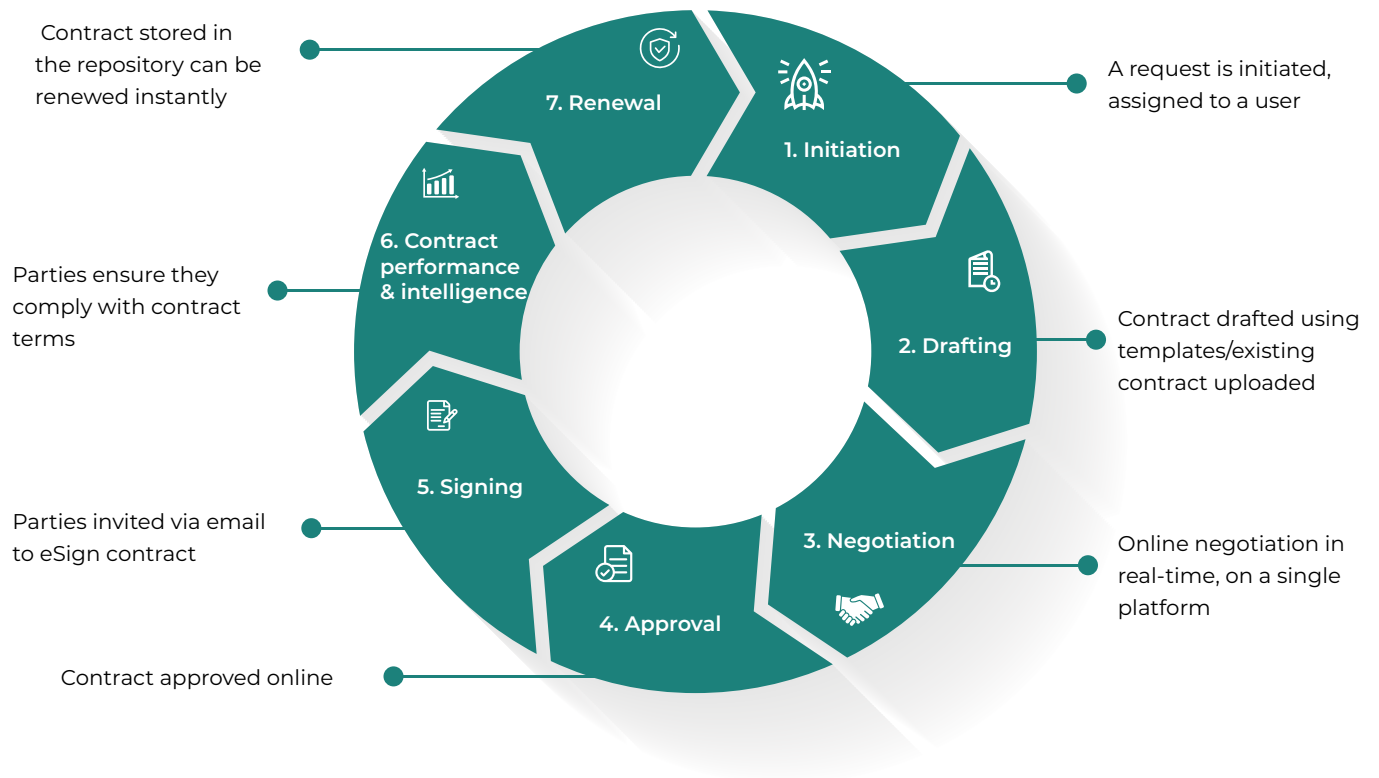 Contract stored in
the repository can be
renewed instantly
7. Renewal
A request is initiated,
assigned to a user
1. Initiation
6. Contract
performance
& intelligence
Parties ensure they
comply with contract
terms
2. Drafting
Contract drafted using
templates/existing
contract uploaded
5. Signing
Parties invited via email
to eSign contract
3. Negotiation
Online negotiation in
real-time, on a single
platform
4. Approval
Contract approved online